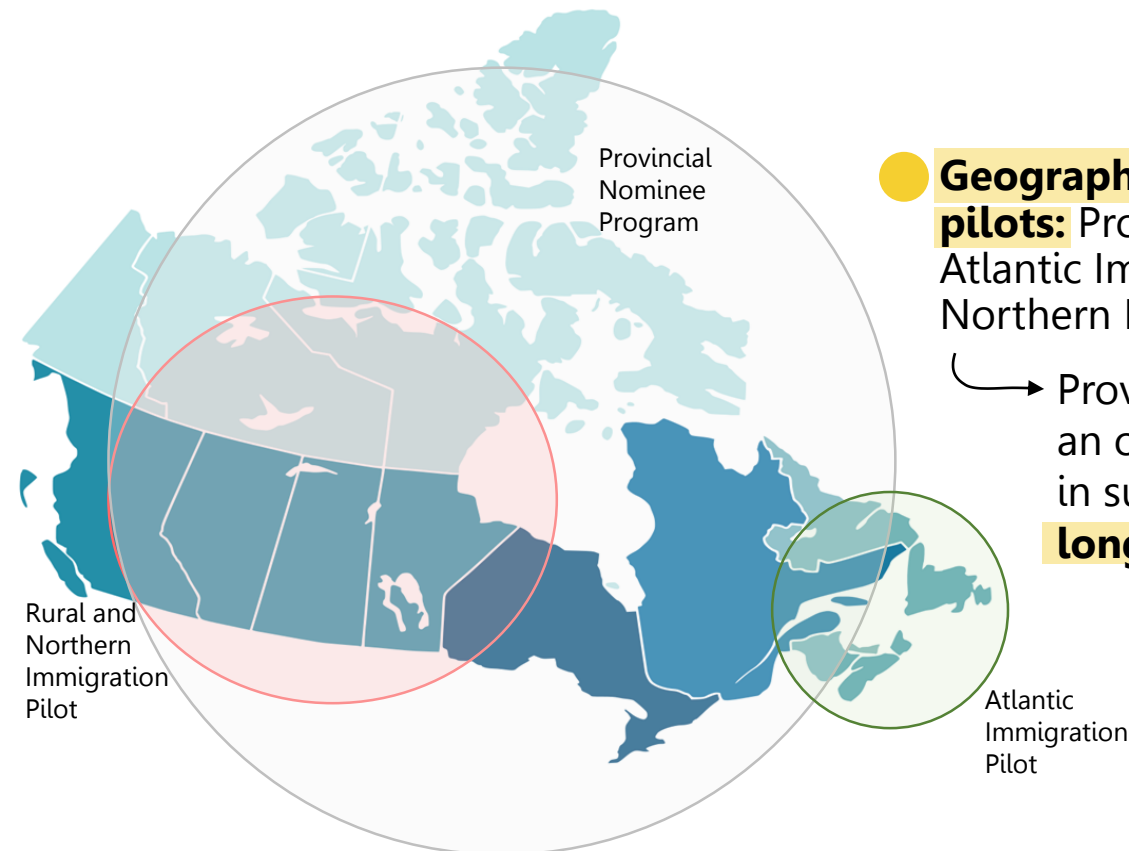 Provincial
Nominee
Program
Geograph
pilots: Pro
Atlantic Im
Northern
Prov
an
in su
long
Rural and
Northern
Immigration
Pilot
Atlantic
Immigration
Pilot